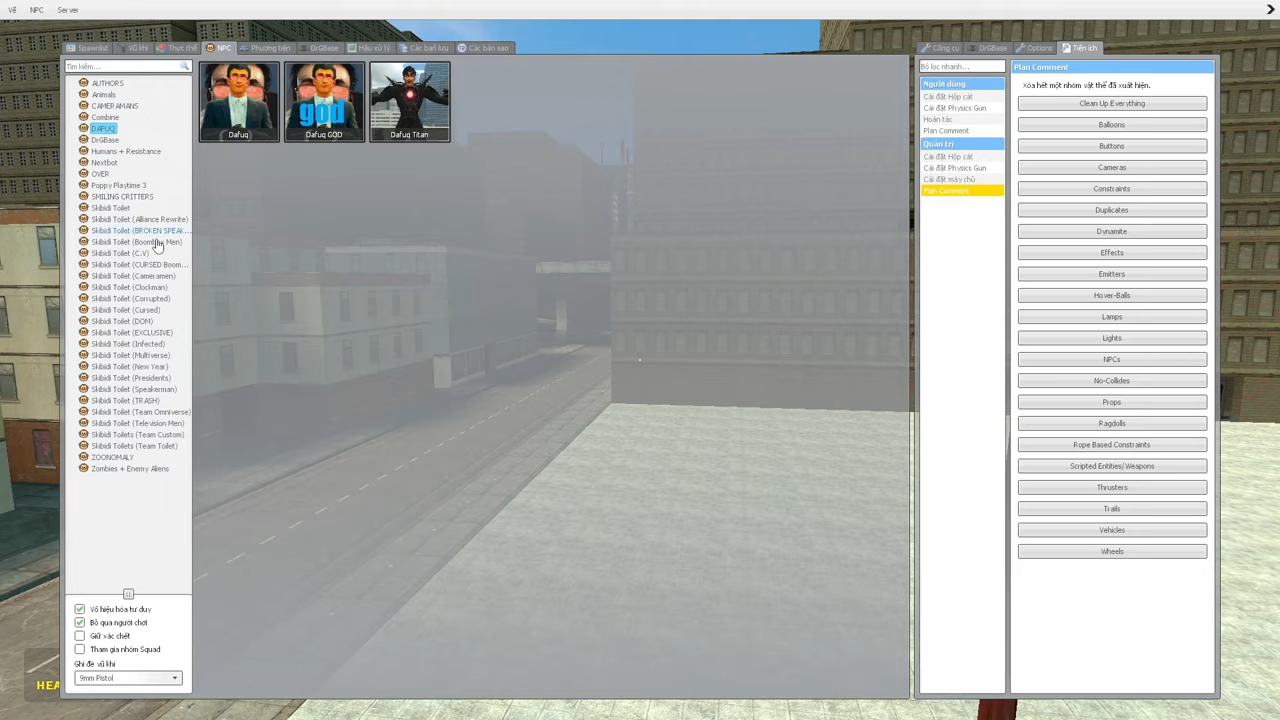 Vẽ NPC Server
Spawnlist Vũ khí Thực thể NPC Phương tiện DrGBase Hậu xử lý Các bản lưu Các bản sao
Công cụ DrGBase Options Tiện ích
Tìm kiếm...
AUTHORS
Animals
CAMERAMANS
Combine
DAFUQ
DrGBase
Humans + Resistance
Nextbot
OVER
Poppy Playtime 3
SMILING CRITTERS
Skibidi Toilet
Skibidi Toilet (Alliance Rewrite)
Skibidi Toilet (BROKEN SPEAK...
Skibidi Toilet (Boombox Men)
Skibidi Toilet (C.V)
Skibidi Toilet (CURSED Boom...
Skibidi Toilet (Cameramen)
Skibidi Toilet (Clockman)
Skibidi Toilet (Corrupted)
Skibidi Toilet (Cursed)
Skibidi Toilet (DOM)
Skibidi Toilet (EXCLUSIVE)
Skibidi Toilet (Infected)
Skibidi Toilet (Multiverse)
Skibidi Toilet (New Year)
Skibidi Toilet (Presidents)
Skibidi Toilet (Speakerman)
Skibidi Toilet (TRASH)
Skibidi Toilet (Team Omniverse)
Skibidi Toilet (Television Men)
Skibidi Toilets (Team Custom)
Skibidi Toilets (Team Toilet)
ZOONOMALY
Zombies + Enemy Aliens
god
Dafuq Dafuq GOD Dafuq Titan
Vô hiệu hóa tư duy
Bỏ qua người chơi
Giữ xác chết
Tham gia nhóm Squad
Ghi đè vũ khí
9mm Pistol
HEA
Bộ lọc nhanh...
Người dùng
Cài đặt Hộp cát
Cài đặt Physics Gun
Hoàn tác
Plan Comment
Quản trị
Cài đặt Hộp cát
Cài đặt Physics Gun
Cài đặt máy chủ
Plan Comment
Plan Comment
Xóa hết một nhóm vật thể đã xuất hiện.
Clean Up Everything
Balloons
Buttons
Cameras
Constraints
Duplicates
Dynamite
Effects
Emitters
Hover-Balls
Lamps
Lights
NPCs
No-Collides
Props
Ragdolls
Rope Based Constraints
Scripted Entities/Weapons
Thrusters
Trails
Vehicles
Wheels